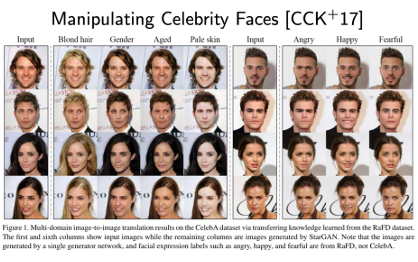 Manipulating Celebrity Faces [CCK+17]
Input Blond hair Gender Aged Pale skin Input Angry Happy Fearful
Figure 1. Multi-domain image-to-image translation results on the CelebA dataset via transferring knowledge learned from the RaFD dataset.
The first and sixth columns show input images while the remaining columns are images generated by StarGAN. Note that the images are
generated by a single generator network, and facial expression labels such as angry, happy, and fearful are from RaFD, not CelebA.